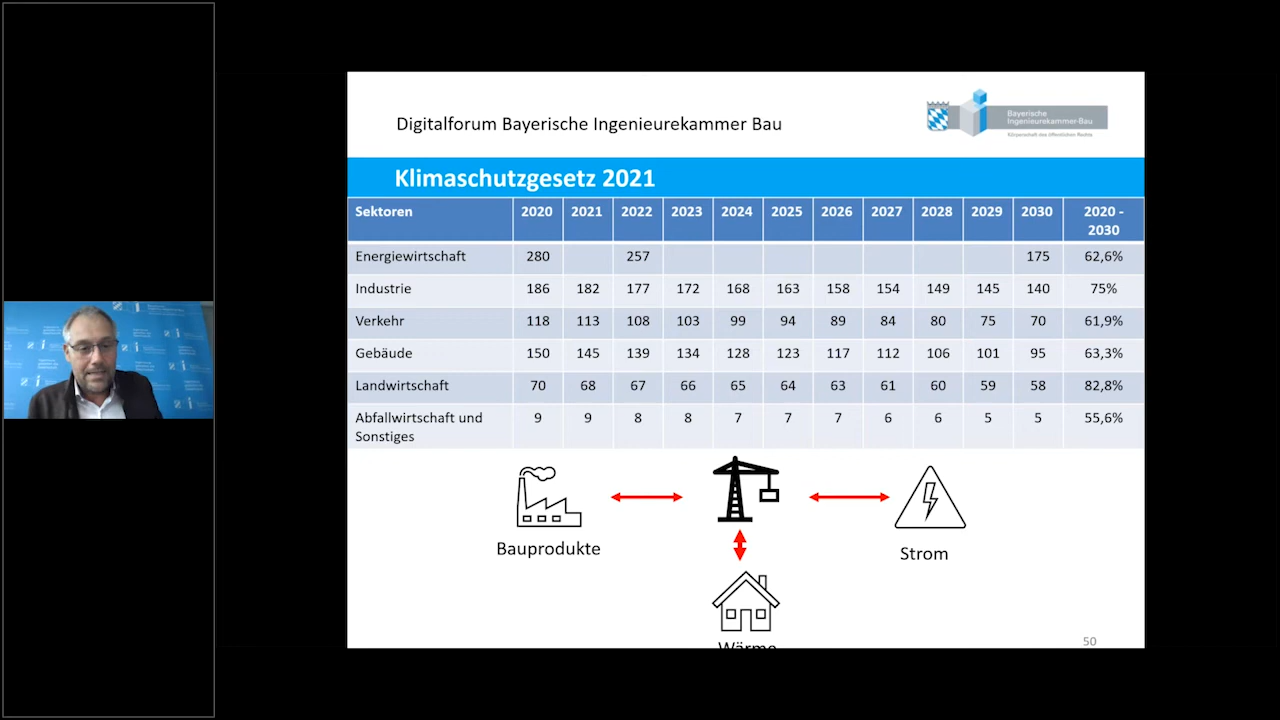 Digitalforum Bayerische Ingenieurekammer Bau
Bayerische
Ingenieurekammer-Bau
Körperschaft des öffentlichen Rechts
Klimaschutzgesetz 2021
Sektoren 2020 2021 2022 2023 2024 2025 2026 2027 2028 2029 2030 2020 -
2030
Energiewirtschaft 280 257 175 62,6%
Industrie 186 182 177 172 168 163 158 154 149 145 140 75%
Verkehr 118 113 108 103 99 94 89 84 80 75 70 61,9%
Gebäude 150 145 139 134 128 123 117 112 106 101 95 63,3%
Landwirtschaft 70 68 67 66 65 64 63 61 60 59 58 82,8%
Abfallwirtschaft und 9 9 8 8 7 7 7 6 6 5 5 55,6%
Sonstiges
Bauprodukte
Strom
Wärme
50